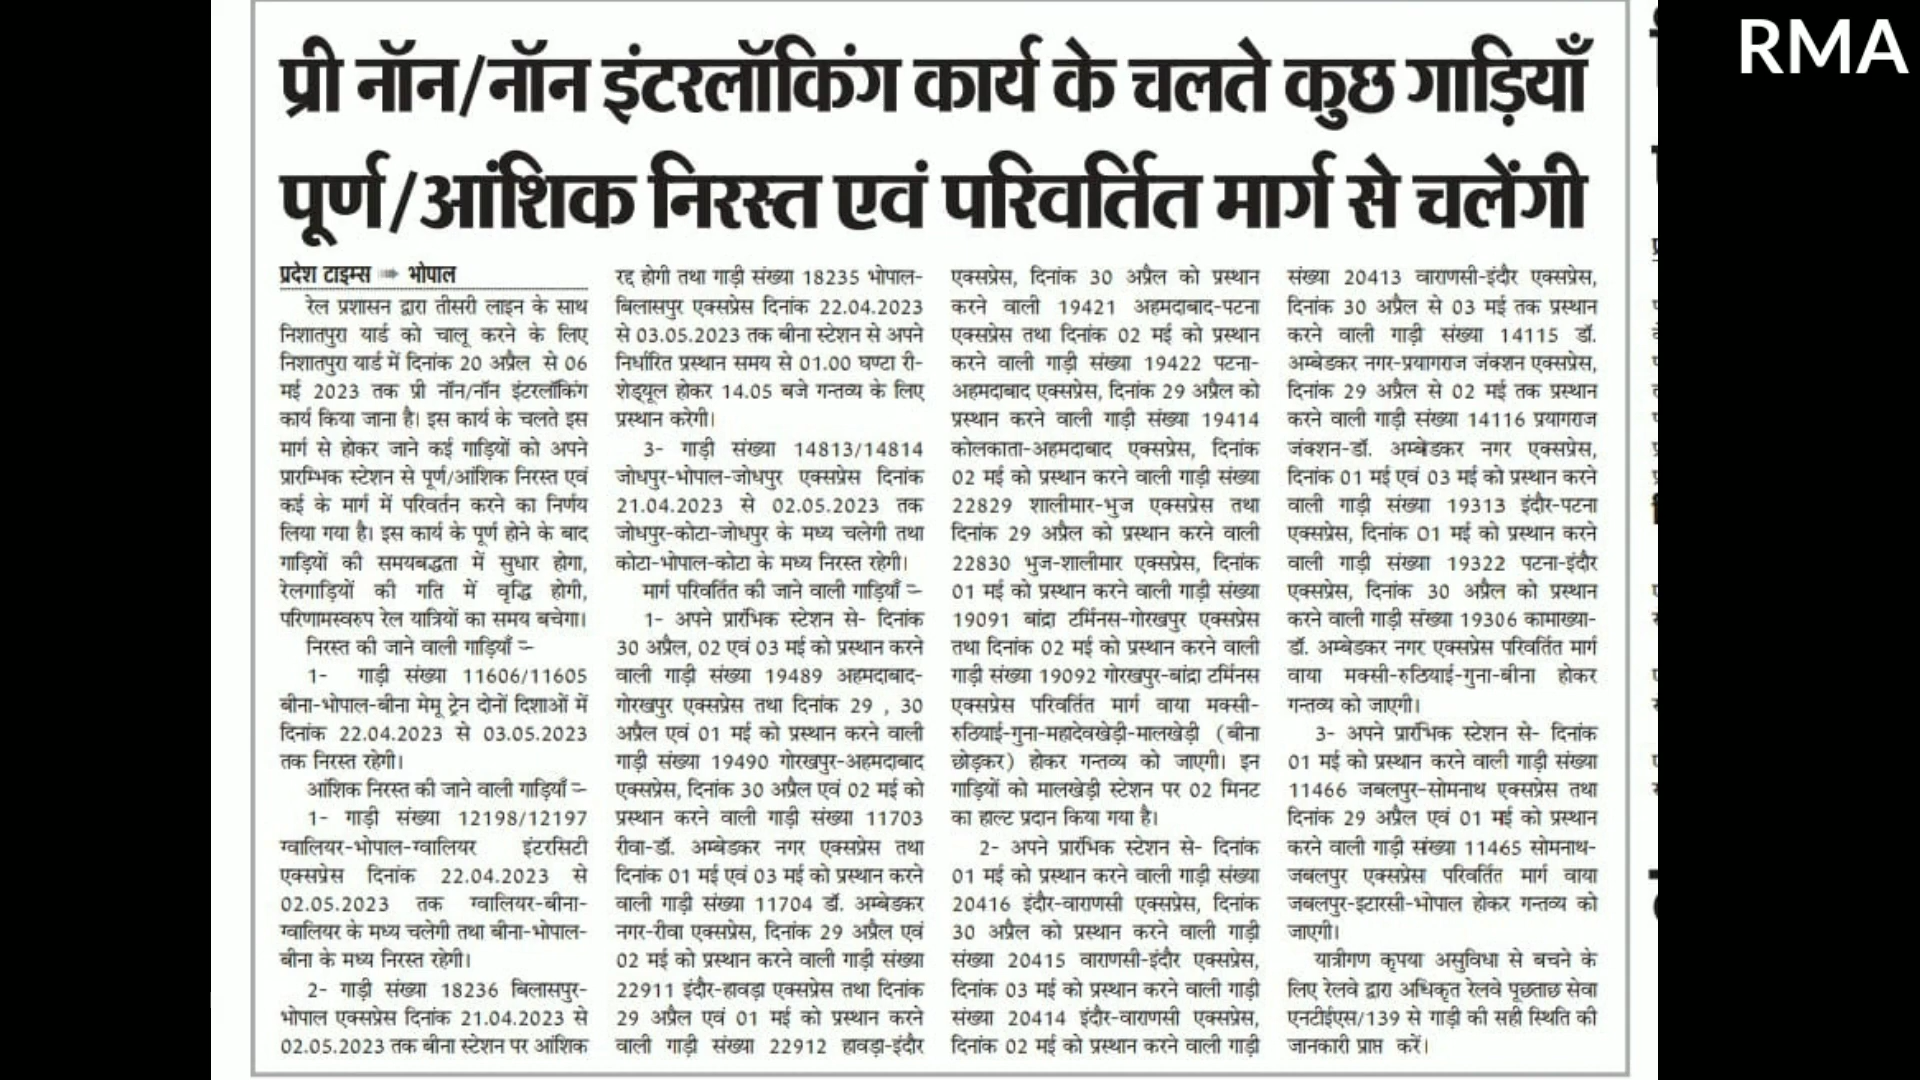 RMA
प्री नॉन/नॉन इंटरलॉकिंग कार्य के चलते कुछ गाड़ियाँ
पूर्ण/आंशिक निरस्त एवं परिवर्तित मार्ग से चलेंगी
प्रदेश टाइम्स ➠ भोपाल
रेल प्रशासन द्वारा तीसरी लाइन के साथ
निशातपुरा यार्ड को चालू करने के लिए
निशातपुरा यार्ड में दिनांक 20 अप्रैल से 06
मई 2023 तक प्री नॉन/नॉन इंटरलॉकिंग
कार्य किया जाना है। इस कार्य के चलते इस
मार्ग से होकर जाने कई गाड़ियों को अपने
प्रारम्भिक स्टेशन से पूर्ण/आंशिक निरस्त एवं
कई के मार्ग में परिवर्तन करने का निर्णय
लिया गया है। इस कार्य के पूर्ण होने के बाद
गाड़ियों की समयबद्धता में सुधार होगा,
रेलगाड़ियों की गति में वृद्धि होगी,
परिणामस्वरुप रेल यात्रियों का समय बचेगा।
निरस्त की जाने वाली गाड़ियाँ -
1- गाड़ी संख्या 11606/11605
बीना-भोपाल-बीना मेमू ट्रेन दोनों दिशाओं में
दिनांक 22.04.2023 से 03.05.2023
तक निरस्त रहेगी।
आंशिक निरस्त की जाने वाली गाड़ियाँ -
1- गाड़ी संख्या 12198/12197
ग्वालियर-भोपाल-ग्वालियर इंटरसिटी
एक्सप्रेस दिनांक 22.04.2023 से
02.05.2023 तक ग्वालियर-बीना-
ग्वालियर के मध्य चलेगी तथा बीना-भोपाल-
बीना के मध्य निरस्त रहेगी।
2- गाड़ी संख्या 18236 बिलासपुर-
भोपाल एक्सप्रेस दिनांक 21.04.2023 से
02.05.2023 तक बीना स्टेशन पर आंशिक
रद्द होगी तथा गाड़ी संख्या 18235 भोपाल-
बिलासपुर एक्सप्रेस दिनांक 22.04.2023
से 03.05.2023 तक बीना स्टेशन से अपने
निर्धारित प्रस्थान समय से 01.00 घण्टा री-
शेड्यूल होकर 14.05 बजे गन्तव्य के लिए
प्रस्थान करेगी।
3- गाड़ी संख्या 14813/14814
जोधपुर-भोपाल-जोधपुर एक्सप्रेस दिनांक
21.04.2023 से 02.05.2023 तक
जोधपुर-कोटा-जोधपुर के मध्य चलेगी तथा
कोटा-भोपाल-कोटा के मध्य निरस्त रहेगी।
मार्ग परिवर्तित की जाने वाली गाड़ियाँ -
1- अपने प्रारंभिक स्टेशन से- दिनांक
30 अप्रैल, 02 एवं 03 मई को प्रस्थान करने
वाली गाड़ी संख्या 19489 अहमदाबाद-
गोरखपुर एक्सप्रेस तथा दिनांक 29 , 30
अप्रैल एवं 01 मई को प्रस्थान करने वाली
गाड़ी संख्या 19490 गोरखपुर-अहमदाबाद
एक्सप्रेस, दिनांक 30 अप्रैल एवं 02 मई को
प्रस्थान करने वाली गाड़ी संख्या 11703
रीवा-डॉ. अम्बेडकर नगर एक्सप्रेस तथा
दिनांक 01 मई एवं 03 मई को प्रस्थान करने
वाली गाड़ी संख्या 11704 डॉ. अम्बेडकर
नगर-रीवा एक्सप्रेस, दिनांक 29 अप्रैल एवं
02 मई को प्रस्थान करने वाली गाड़ी संख्या
22911 इंदौर-हावड़ा एक्सप्रेस तथा दिनांक
29 अप्रैल एवं 01 मई को प्रस्थान करने
वाली गाड़ी संख्या 22912 हावड़ा-इंदौर
एक्सप्रेस, दिनांक 30 अप्रैल को प्रस्थान
करने वाली 19421 अहमदाबाद-पटना
एक्सप्रेस तथा दिनांक 02 मई को प्रस्थान
करने वाली गाड़ी संख्या 19422 पटना-
अहमदाबाद एक्सप्रेस, दिनांक 29 अप्रैल को
प्रस्थान करने वाली गाड़ी संख्या 19414
कोलकाता-अहमदाबाद एक्सप्रेस, दिनांक
02 मई को प्रस्थान करने वाली गाड़ी संख्या
22829 शालीमार-भुज एक्सप्रेस तथा
दिनांक 29 अप्रैल को प्रस्थान करने वाली
22830 भुज-शालीमार एक्सप्रेस, दिनांक
01 मई को प्रस्थान करने वाली गाड़ी संख्या
19091 बांद्रा टर्मिनस-गोरखपुर एक्सप्रेस
तथा दिनांक 02 मई को प्रस्थान करने वाली
गाड़ी संख्या 19092 गोरखपुर-बांद्रा टर्मिनस
एक्सप्रेस परिवर्तित मार्ग वाया मक्सी-
रुठियाई-गुना-महादेवखेड़ी-मालखेड़ी (बीना
छोड़कर) होकर गन्तव्य को जाएगी। इन
गाड़ियों को मालखेड़ी स्टेशन पर 02 मिनट
का हाल्ट प्रदान किया गया है।
2- अपने प्रारंभिक स्टेशन से- दिनांक
01 मई को प्रस्थान करने वाली गाड़ी संख्या
20416 इंदौर-वाराणसी एक्सप्रेस, दिनांक
30 अप्रैल को प्रस्थान करने वाली गाड़ी
संख्या 20415 वाराणसी-इंदौर एक्सप्रेस,
दिनांक 03 मई को प्रस्थान करने वाली गाड़ी
संख्या 20414 इंदौर-वाराणसी एक्सप्रेस,
दिनांक 02 मई को प्रस्थान करने वाली गाड़ी
संख्या 20413 वाराणसी-इंदौर एक्सप्रेस,
दिनांक 30 अप्रैल से 03 मई तक प्रस्थान
करने वाली गाड़ी संख्या 14115 डॉ.
अम्बेडकर नगर-प्रयागराज जंक्शन एक्सप्रेस,
दिनांक 29 अप्रैल से 02 मई तक प्रस्थान
करने वाली गाड़ी संख्या 14116 प्रयागराज
जंक्शन-डॉ. अम्बेडकर नगर एक्सप्रेस,
दिनांक 01 मई एवं 03 मई को प्रस्थान करने
वाली गाड़ी संख्या 19313 इंदौर-पटना
एक्सप्रेस, दिनांक 01 मई को प्रस्थान करने
वाली गाड़ी संख्या 19322 पटना-इंदौर
एक्सप्रेस, दिनांक 30 अप्रैल को प्रस्थान
करने वाली गाड़ी संख्या 19306 कामाख्या-
डॉ. अम्बेडकर नगर एक्सप्रेस परिवर्तित मार्ग
वाया मक्सी-रुठियाई-गुना-बीना होकर
गन्तव्य को जाएगी।
3- अपने प्रारंभिक स्टेशन से- दिनांक
01 मई को प्रस्थान करने वाली गाड़ी संख्या
11466 जबलपुर-सोमनाथ एक्सप्रेस तथा
दिनांक 29 अप्रैल एवं 01 मई को प्रस्थान
करने वाली गाड़ी संख्या 11465 सोमनाथ-
जबलपुर एक्सप्रेस परिवर्तित मार्ग वाया
जबलपुर-इटारसी-भोपाल होकर गन्तव्य को
जाएगी।
यात्रीगण कृपया असुविधा से बचने के
लिए रेलवे द्वारा अधिकृत रेलवे पूछताछ सेवा
एनटीईएस/139 से गाड़ी की सही स्थिति की
जानकारी प्राप्त करें।